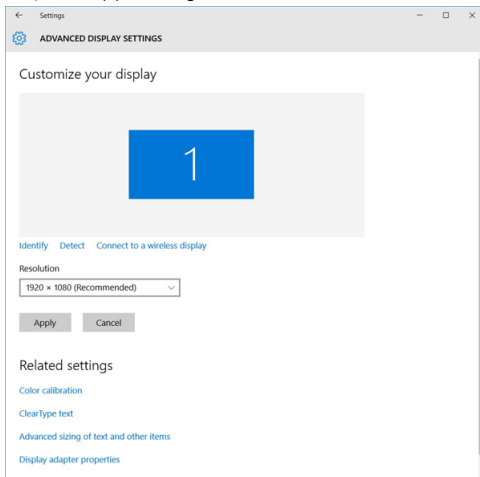 Settings
ADVANCED DISPLAY SETTINGS
Customize your display
1
Identify Detect Connect to a wireless display
Resolution
1920 × 1080 (Recommended)
Apply Cancel
Related settings
Color calibration
ClearType text
Advanced sizing of text and other items
Display adapter properties